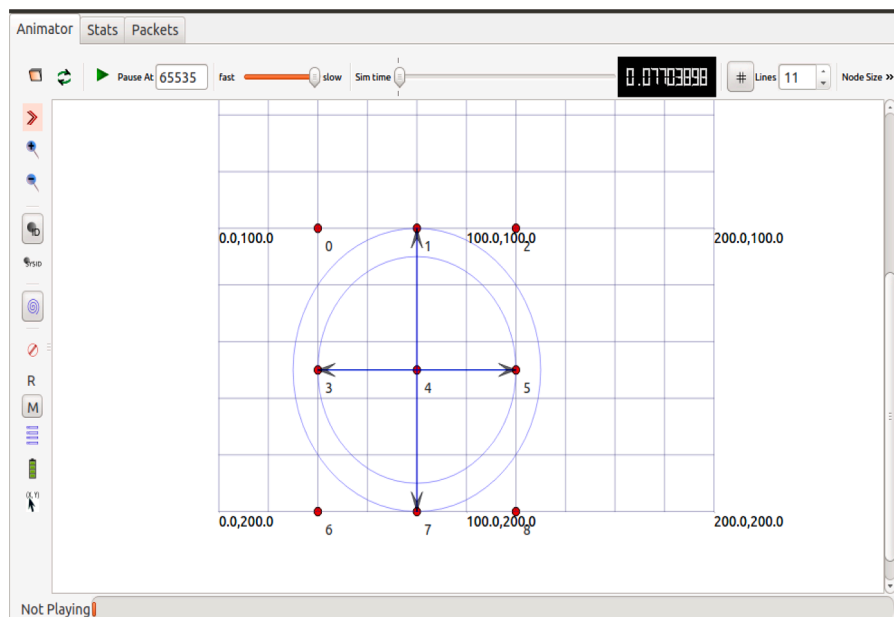 Animator Stats Packets
Pause At 65535 fast slow Sim time 0.07703898 # Lines 11 Node Size »
ID
SYSID
R
M
(X, Y)
0.0,100.0 0 1 100.0,100.0 2 200.0,100.0
3 4 5
0.0,200.0 6 7 100.0,200.0 8 200.0,200.0
Not Playing